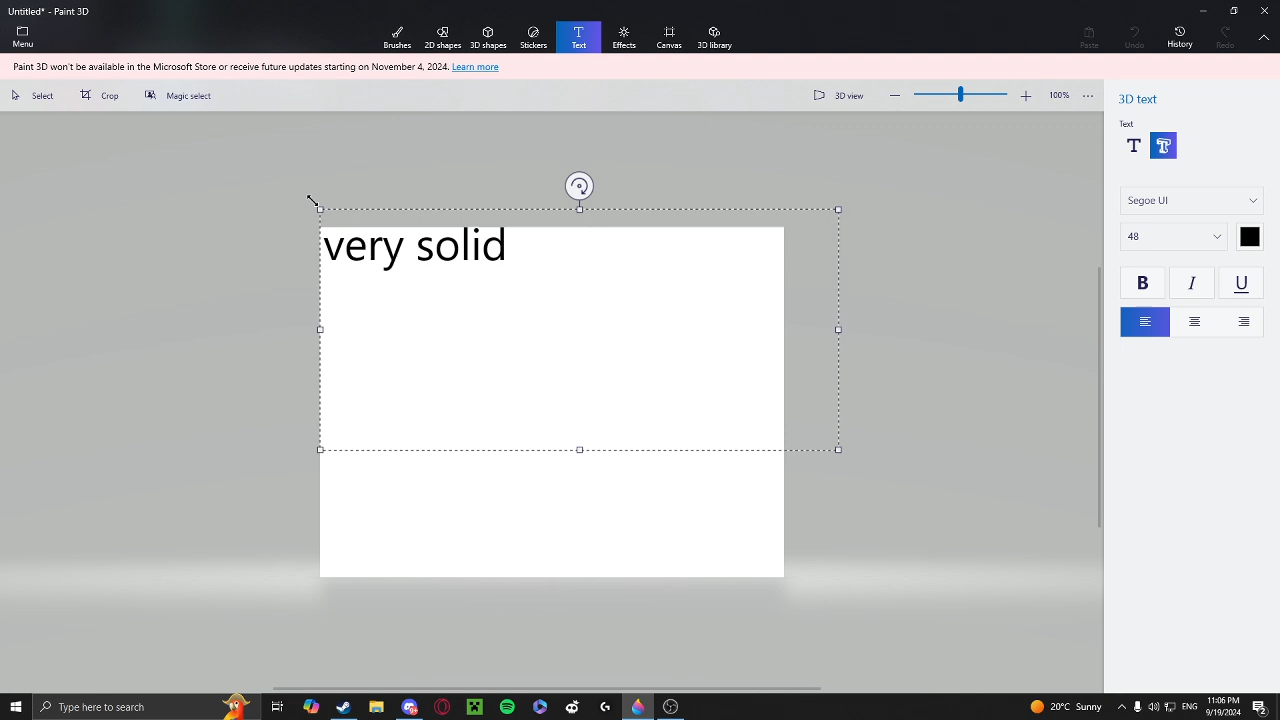 Untitled* - Paint 3D
Menu
Brushes
2D shapes
3D shapes
Stickers
Text
Effects
Canvas
3D library
Paste
Undo
History
Redo
Paint 3D won't be available in the Microsoft Store or receive future updates starting on November 4, 2024. Learn more
Select
Crop
Magic select
3D view
100%
3D text
Text
Segoe UI
48
B I U
very solid
Type here to search
20°C Sunny
ENG
11:06 PM
9/19/2024
2